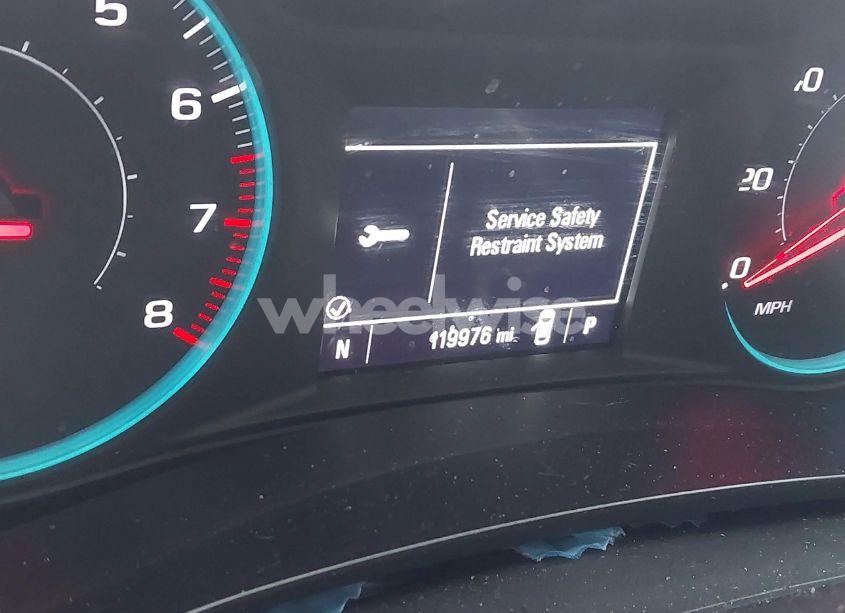 5
6
7
8
Service Safety
Restraint System
N
119976 mi
P
20
0
MPH
wheelwise